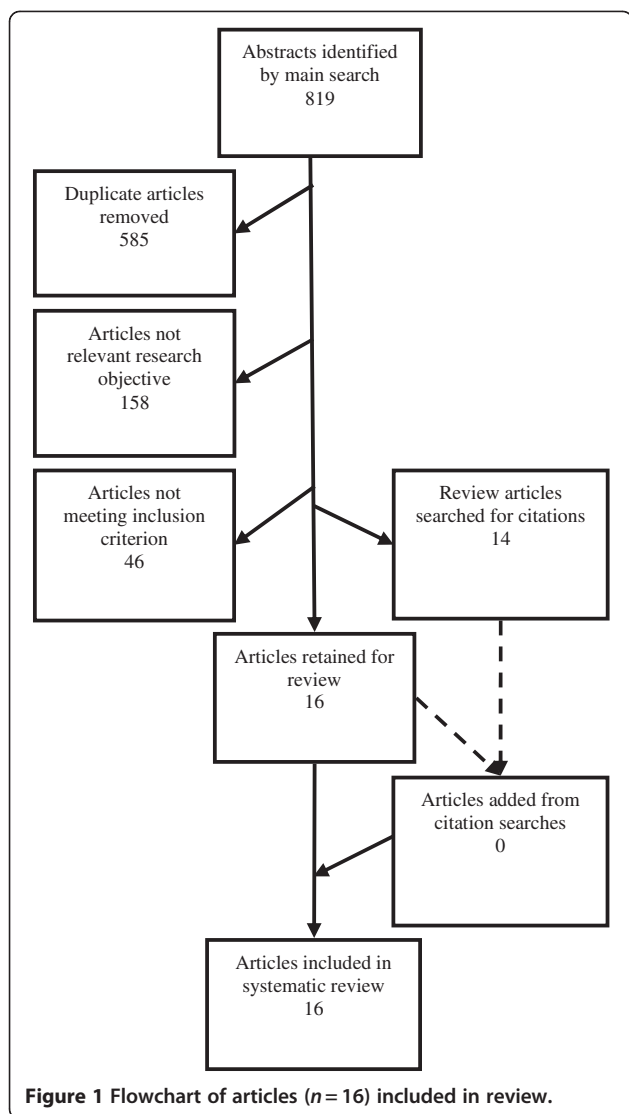 Abstracts identified
by main search
819
Duplicate articles
removed
585
Articles not
relevant research
objective
158
Articles not
meeting inclusion
criterion
46
Review articles
searched for citations
14
Articles retained for
review
16
Articles added from
citation searches
0
Articles included in
systematic review
16
Figure 1 Flowchart of articles (n = 16) included in review.